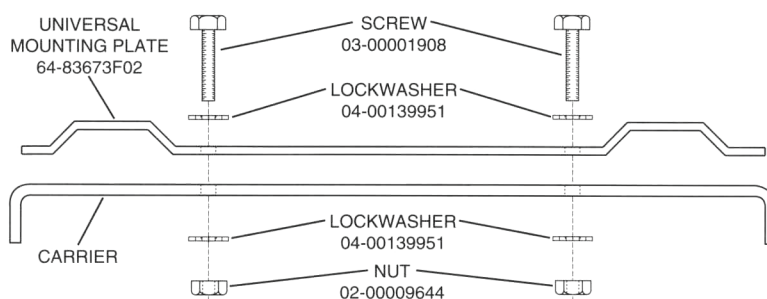 UNIVERSAL
MOUNTING PLATE
64-83673F02
SCREW
03-00001908
LOCKWASHER
04-00139951
LOCKWASHER
04-00139951
CARRIER
NUT
02-00009644